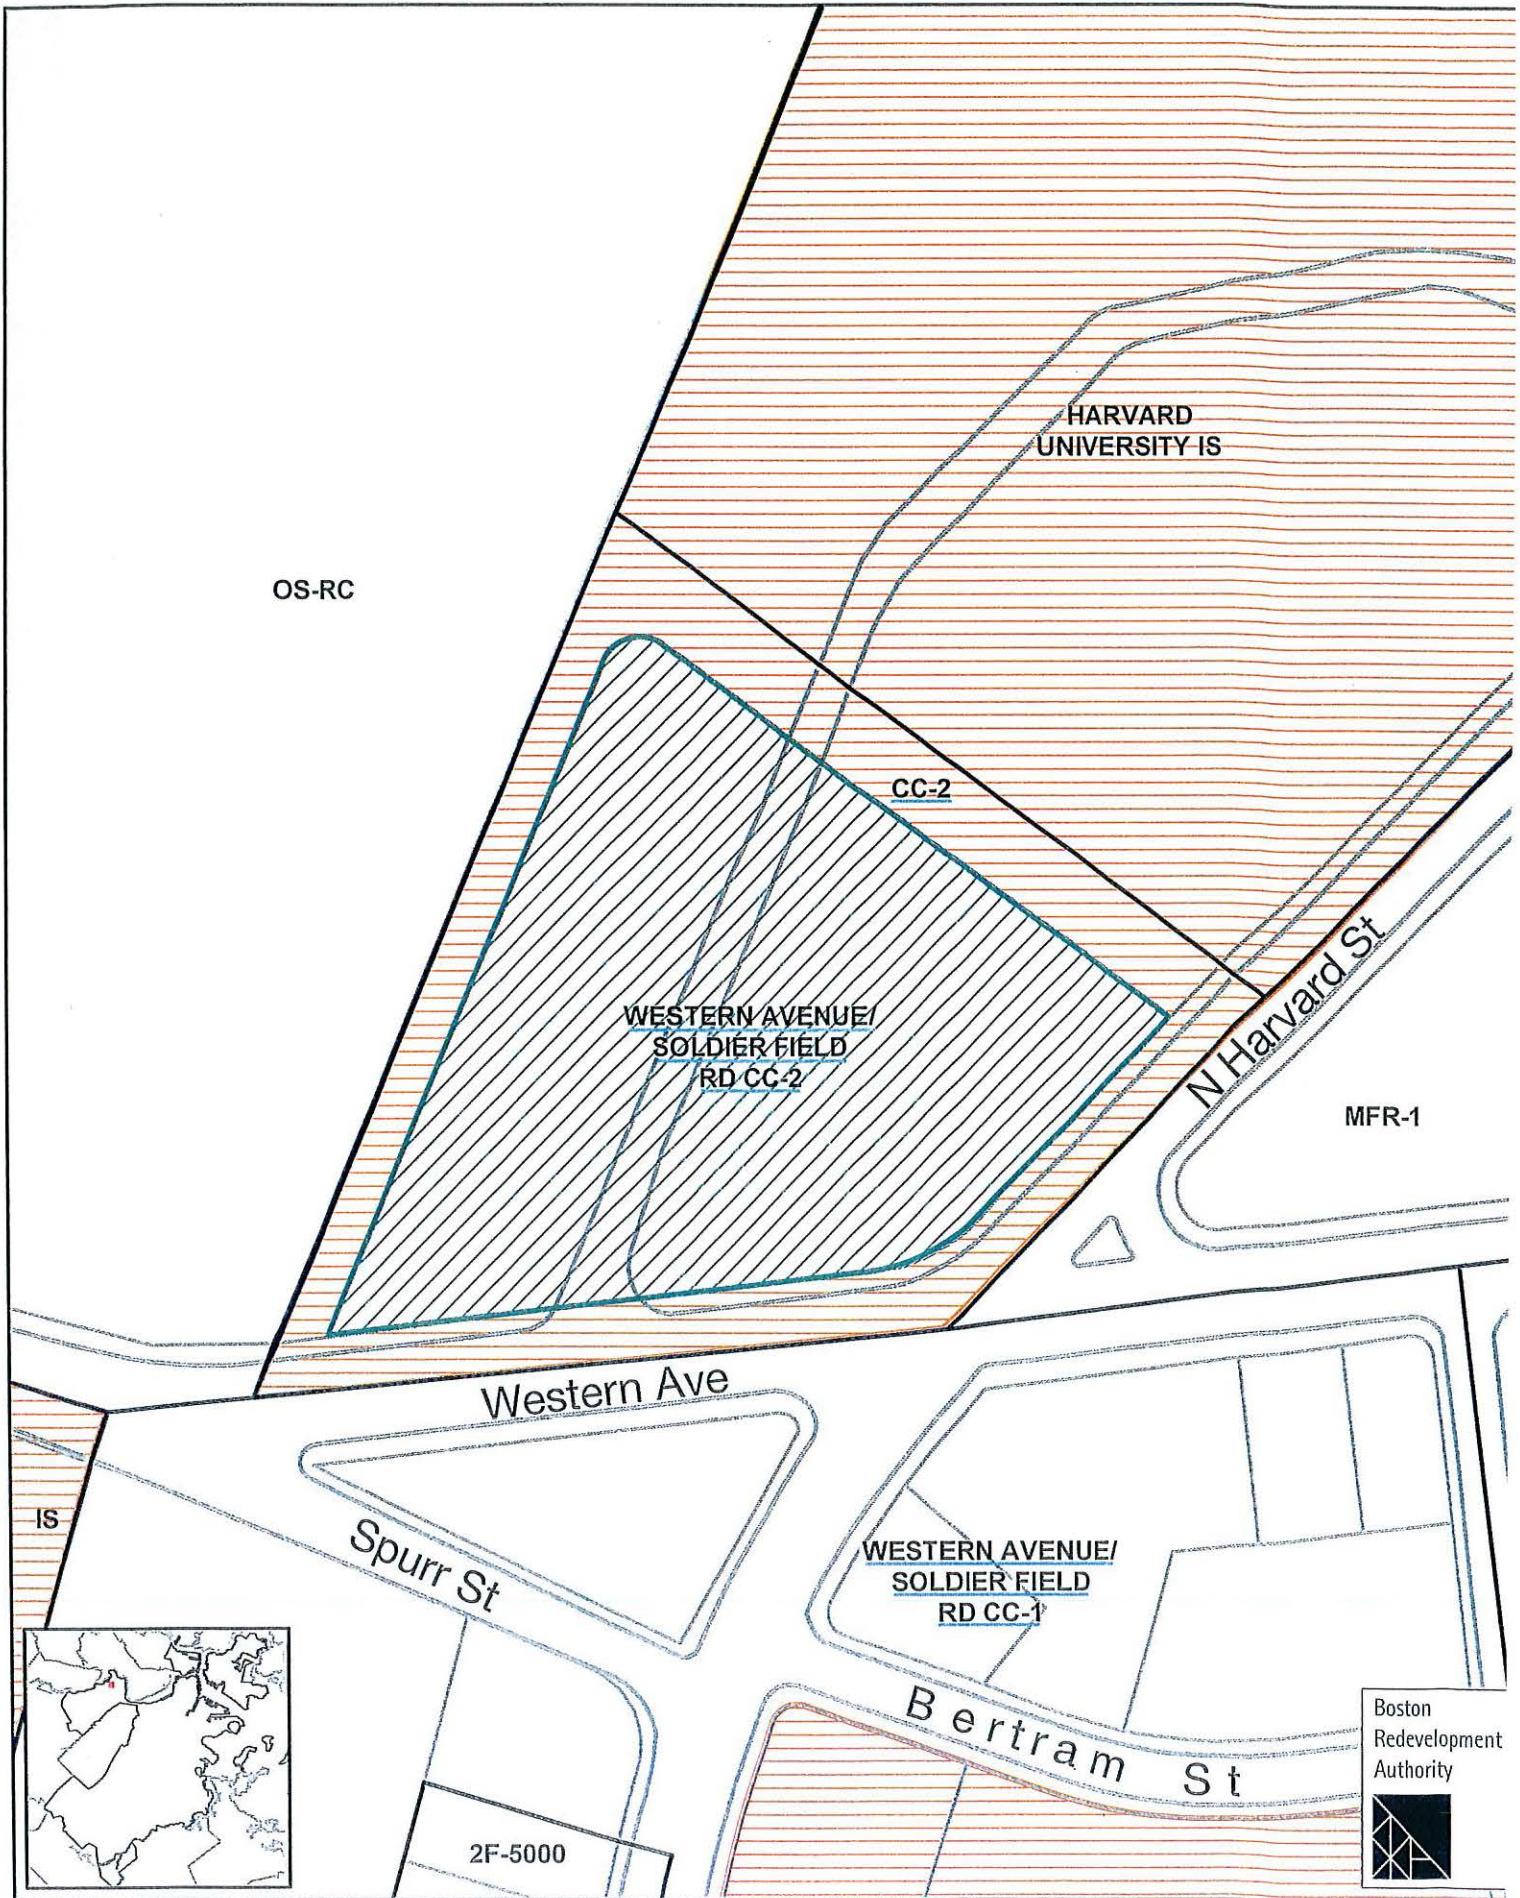 HARVARD
UNIVERSITY IS
OS-RC
CC-2
N Harvard St
WESTERN AVENUE/
SOLDIER FIELD
RD CC-2
MFR-1
Western Ave
IS
Spurr St
WESTERN AVENUE/
SOLDIER FIELD
RD CC-1
Bertram St
Boston
Redevelopment
Authority
2F-5000